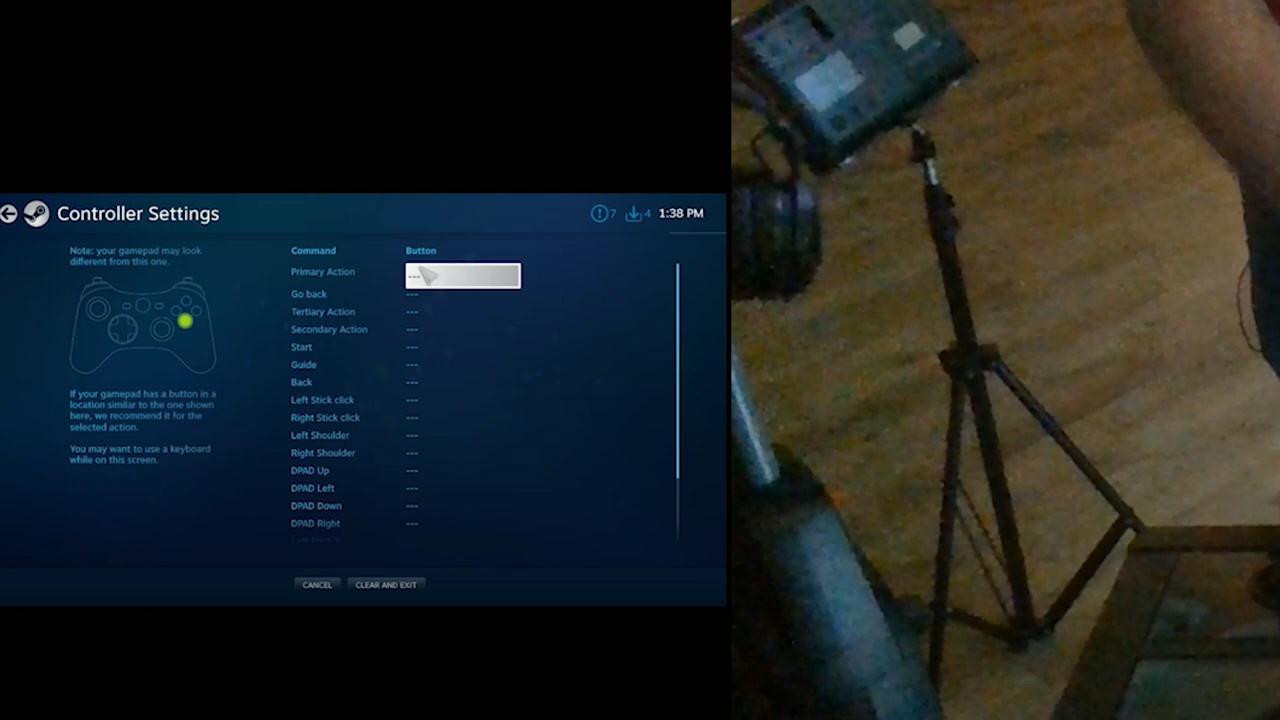 Controller Settings
7
4
1:38 PM
Note: your gamepad may look
different from this one.
If your gamepad has a button in a
location similar to the one shown
here, we recommend it for the
selected action.
You may want to use a keyboard
while on this screen.
Command Button
Primary Action ---
Go back ---
Tertiary Action ---
Secondary Action ---
Start ---
Guide ---
Back ---
Left Stick click ---
Right Stick click ---
Left Shoulder ---
Right Shoulder ---
DPAD Up ---
DPAD Left ---
DPAD Down ---
DPAD Right ---
CANCEL
CLEAR AND EXIT